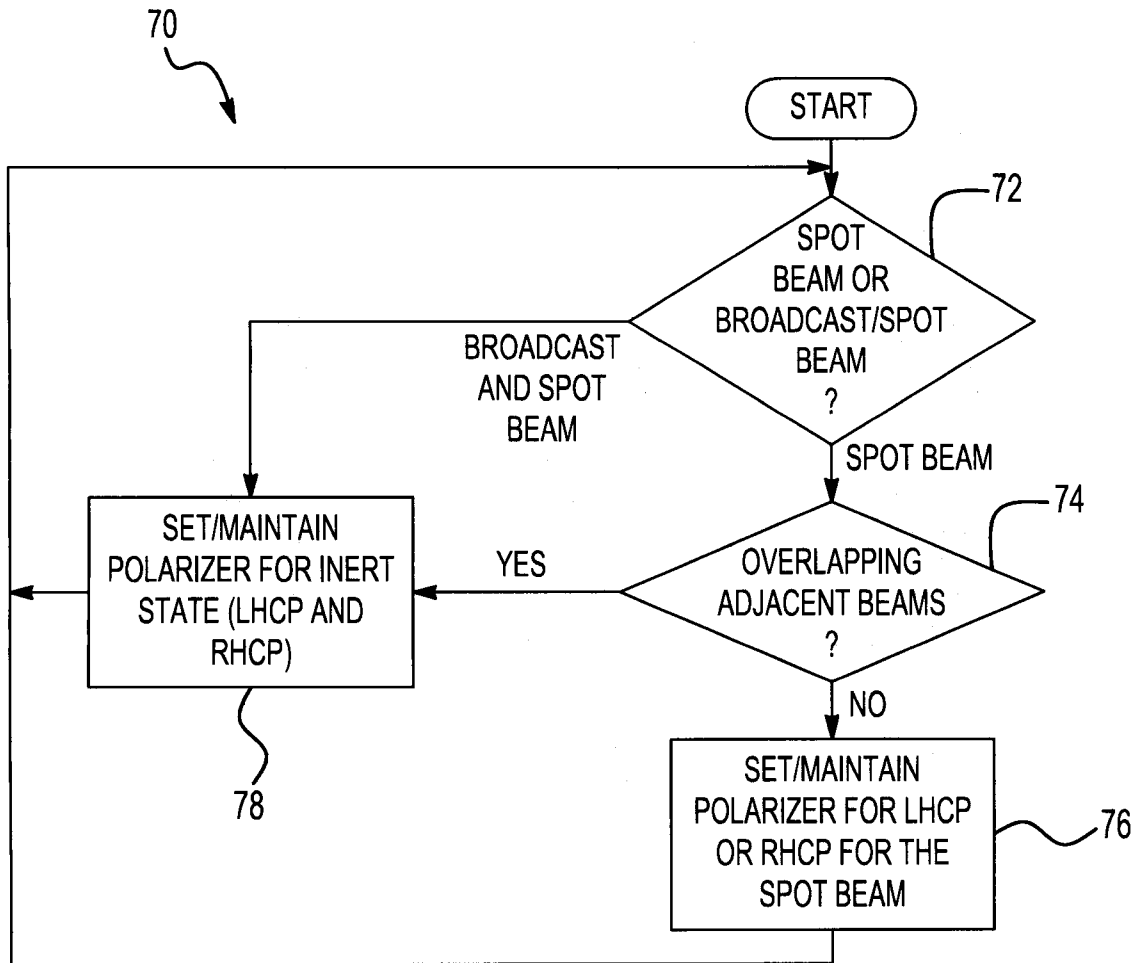 70
START
72
SPOT
BEAM OR
BROADCAST/SPOT
BEAM
?
BROADCAST
AND SPOT
BEAM
SPOT BEAM
74
SET/MAINTAIN
POLARIZER FOR INERT
STATE (LHCP AND
RHCP)
YES
OVERLAPPING
ADJACENT BEAMS
?
78
NO
SET/MAINTAIN
POLARIZER FOR LHCP
OR RHCP FOR THE
SPOT BEAM
76